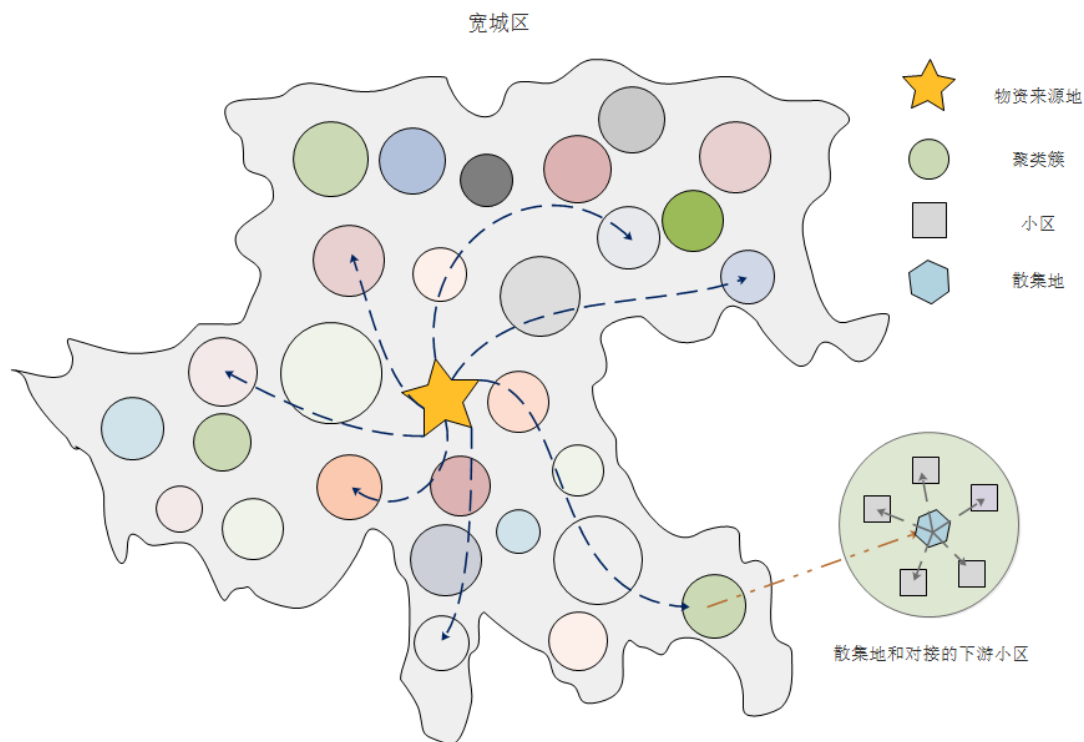 宽城区
物资来源地
聚类簇
小区
散集地
散集地和对接的下游小区